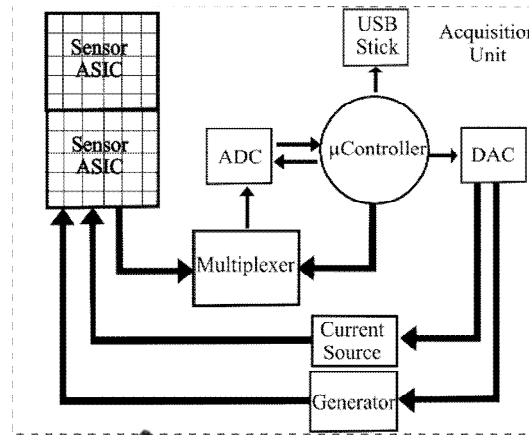 Sensor
ASIC
Sensor
ASIC
USB
Stick
Acquisition
Unit
ADC
µController
DAC
Multiplexer
Current
Source
Generator